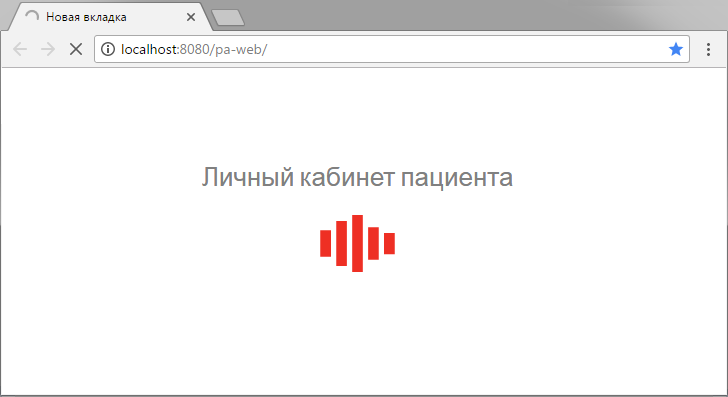 Новая вкладка
localhost:8080/pa-web/
Личный кабинет пациента